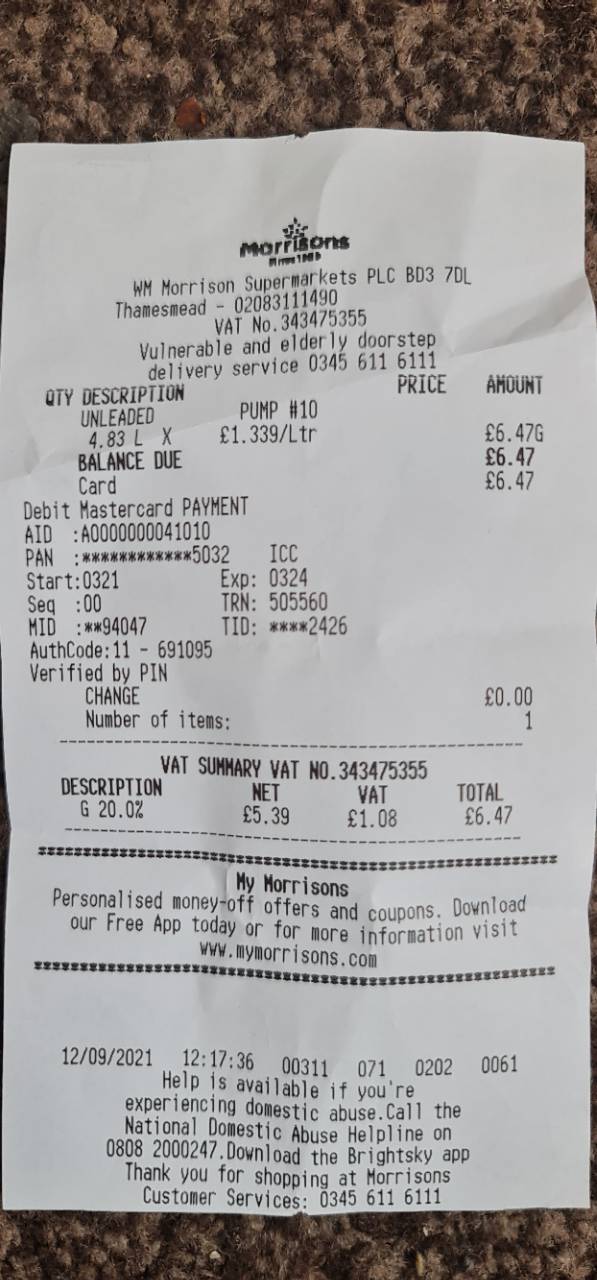 Morrisons
Since 1899
WM Morrison Supermarkets PLC BD3 7DL
Thamesmead - 02083111490
VAT No.343475355
Vulnerable and elderly doorstep
delivery service 0345 611 6111
QTY DESCRIPTION PRICE AMOUNT
UNLEADED PUMP #10
4.83 L X £1.339/Ltr £6.47G
BALANCE DUE £6.47
Card £6.47
Debit Mastercard PAYMENT
AID :A0000000041010
PAN :************5032 ICC
Start:0321 Exp: 0324
Seq :00 TRN: 505560
MID :**94047 TID: ****2426
AuthCode:11 - 691095
Verified by PIN
CHANGE £0.00
Number of items: 1
VAT SUMMARY VAT NO.343475355
DESCRIPTION NET VAT TOTAL
G 20.0% £5.39 £1.08 £6.47
My Morrisons
Personalised money-off offers and coupons. Download
our Free App today or for more information visit
www.mymorrisons.com
12/09/2021 12:17:36 00311 071 0202 0061
Help is available if you're
experiencing domestic abuse.Call the
National Domestic Abuse Helpline on
0808 2000247.Download the Brightsky app
Thank you for shopping at Morrisons
Customer Services: 0345 611 6111